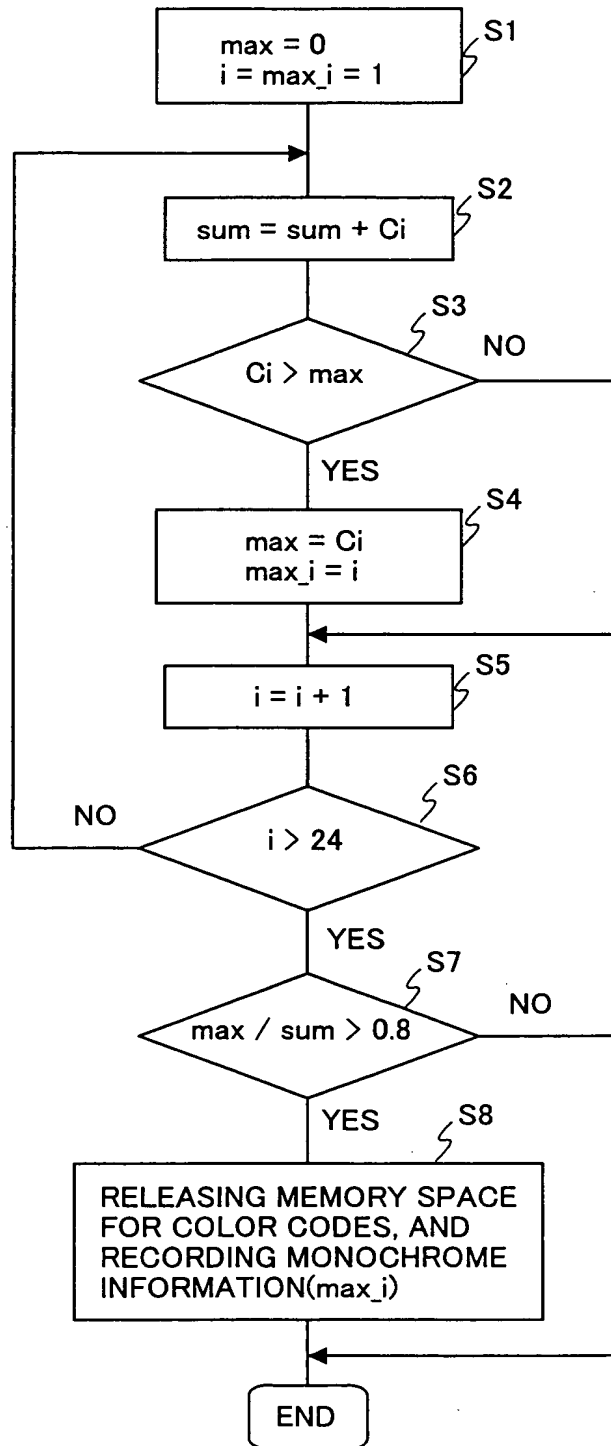 max = 0
i = max_i = 1
S1
sum = sum + Ci
S2
Ci > max
S3
NO
YES
max = Ci
max_i = i
S4
i = i + 1
S5
i > 24
S6
NO
YES
max / sum > 0.8
S7
NO
YES
S8
RELEASING MEMORY SPACE
FOR COLOR CODES, AND
RECORDING MONOCHROME
INFORMATION(max_i)
END